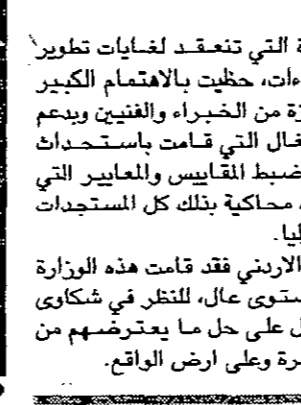 ة التي تنعقد لغايات تطوير
ءات، حظيت بالاهتمام الكبير
زة من الخبراء والفنيين وبدعم
غال التي قامت باستحداث
ضبط المقاييس والمعايير التي
، محاكية بذلك كل المستجدات
ليا.
الاردني فقد قامت هذه الوزارة
ستوى عال، للنظر في شكاوى
ل على حل ما يعترضهم من
رة وعلى ارض الواقع.